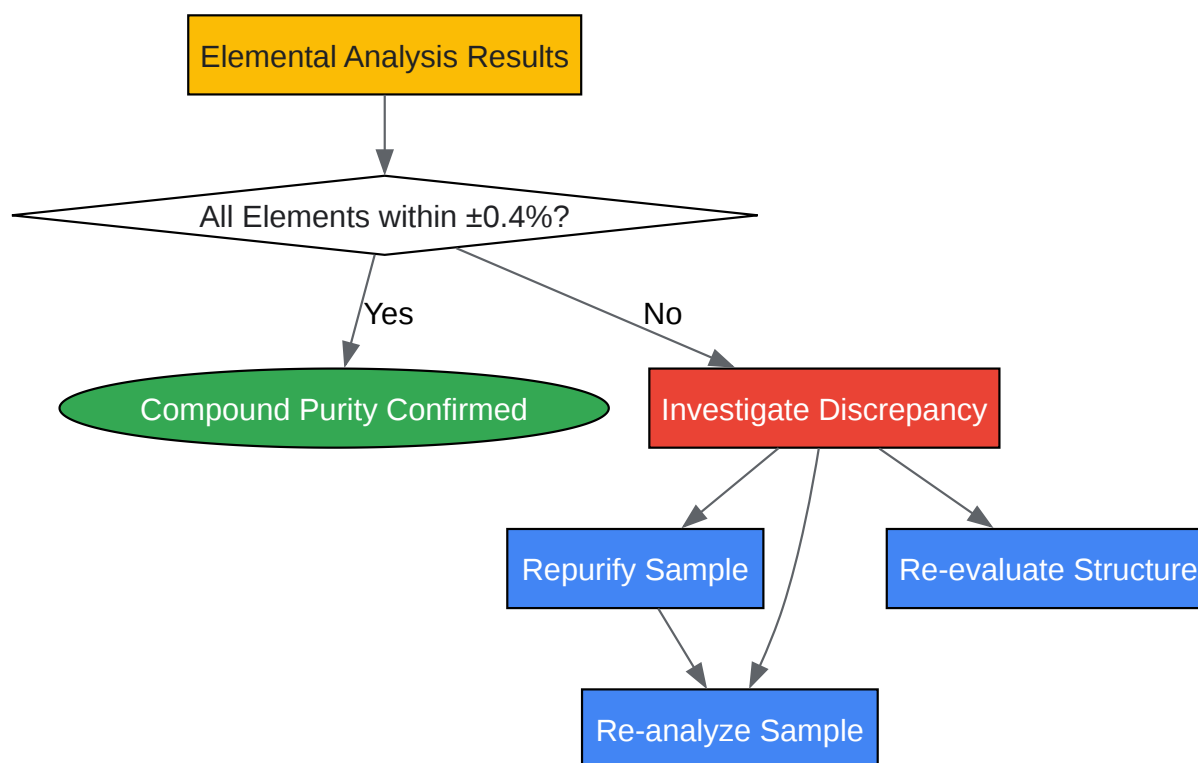 Elemental Analysis Results
All Elements within ±0.4%?
Yes
No
Compound Purity Confirmed
Investigate Discrepancy
Repurify Sample
Re-evaluate Structure
Re-analyze Sample